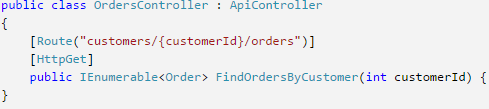 public class OrdersController : ApiController
{
    [Route("customers/{customerId}/orders")]
    [HttpGet]
    public IEnumerable<Order> FindOrdersByCustomer(int customerId) {
}